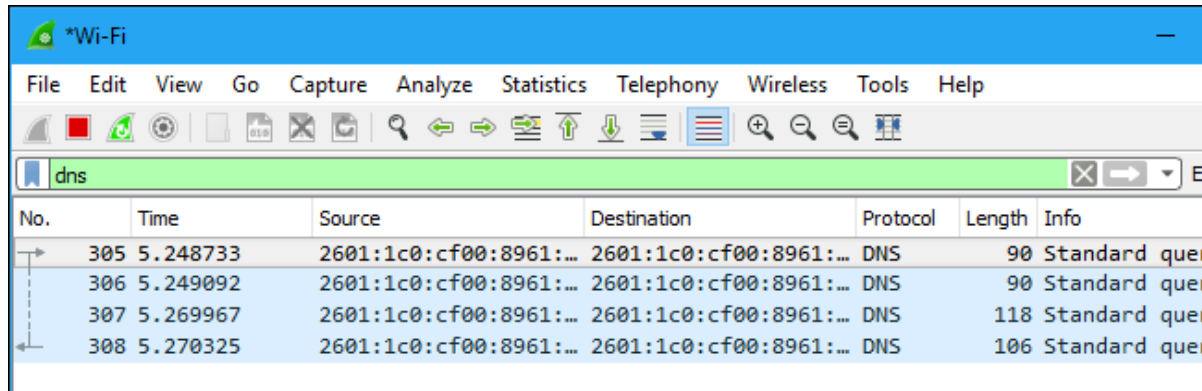 *Wi-Fi
File Edit View Go Capture Analyze Statistics Telephony Wireless Tools Help
dns
No. Time Source Destination Protocol Length Info
305 5.248733 2601:1c0:cf00:8961:… 2601:1c0:cf00:8961:… DNS 90 Standard quer
306 5.249092 2601:1c0:cf00:8961:… 2601:1c0:cf00:8961:… DNS 90 Standard quer
307 5.269967 2601:1c0:cf00:8961:… 2601:1c0:cf00:8961:… DNS 118 Standard quer
308 5.270325 2601:1c0:cf00:8961:… 2601:1c0:cf00:8961:… DNS 106 Standard quer